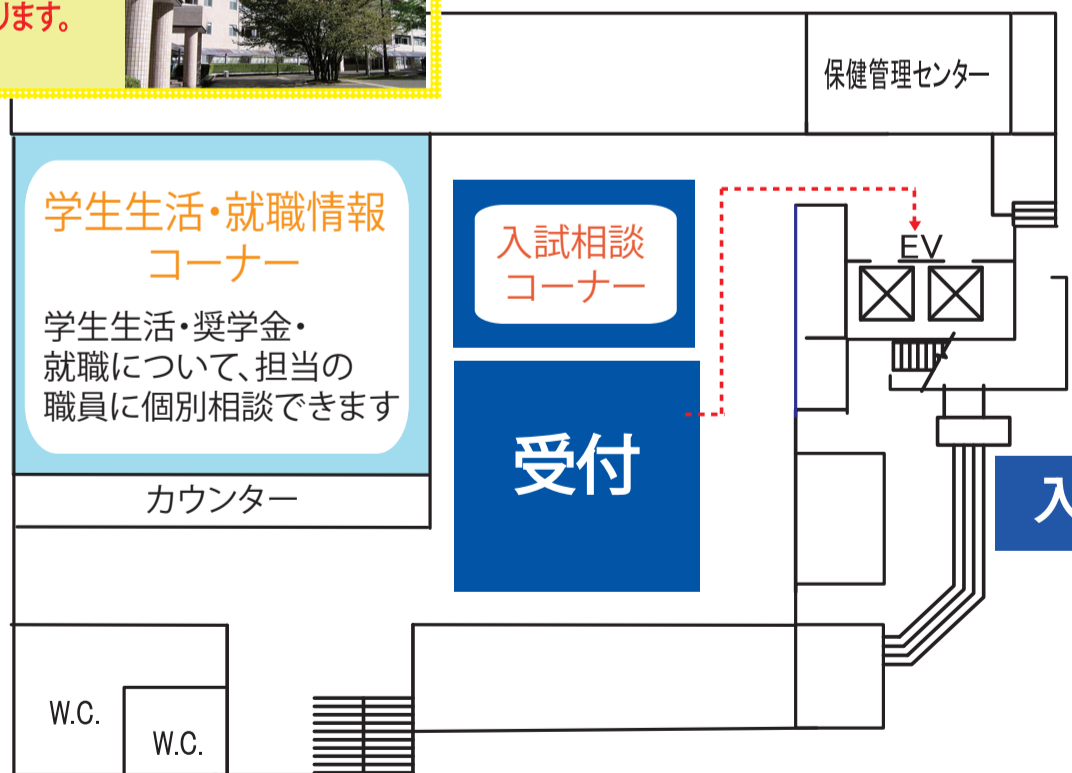 ります。
保健管理センター
学生生活・就職情報
コーナー
学生生活・奨学金・
就職について、担当の
職員に個別相談できます
カウンター
入試相談
コーナー
受付
EV
入
W.C.
W.C.